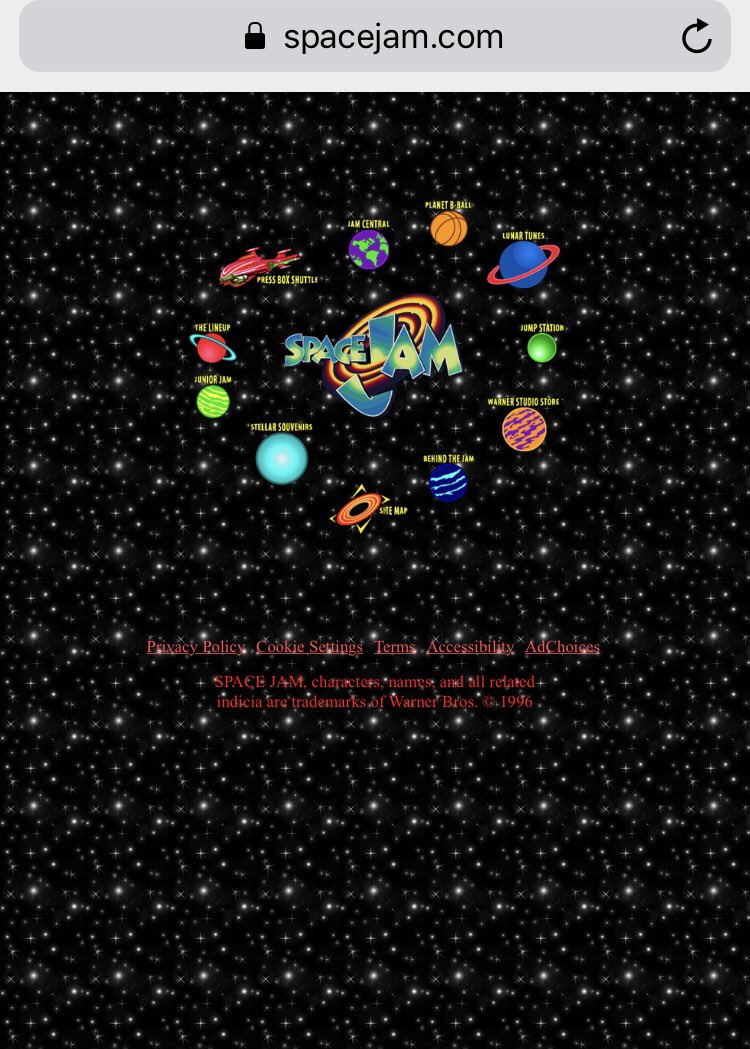 spacejam.com
PLANET B-BALL
JAM CENTRAL
LUNAR TUNES
PRESS BOX SHUTTLE
THE LINEUP
SPACE JAM
JUMP STATION
JUNIOR JAM
WARNER STUDIO STORE
STELLAR SOUVENIRS
BEHIND THE JAM
SITE MAP
Privacy Policy Cookie Settings Terms Accessibility AdChoices
SPACE JAM, characters, names, and all related
indicia are trademarks of Warner Bros. © 1996